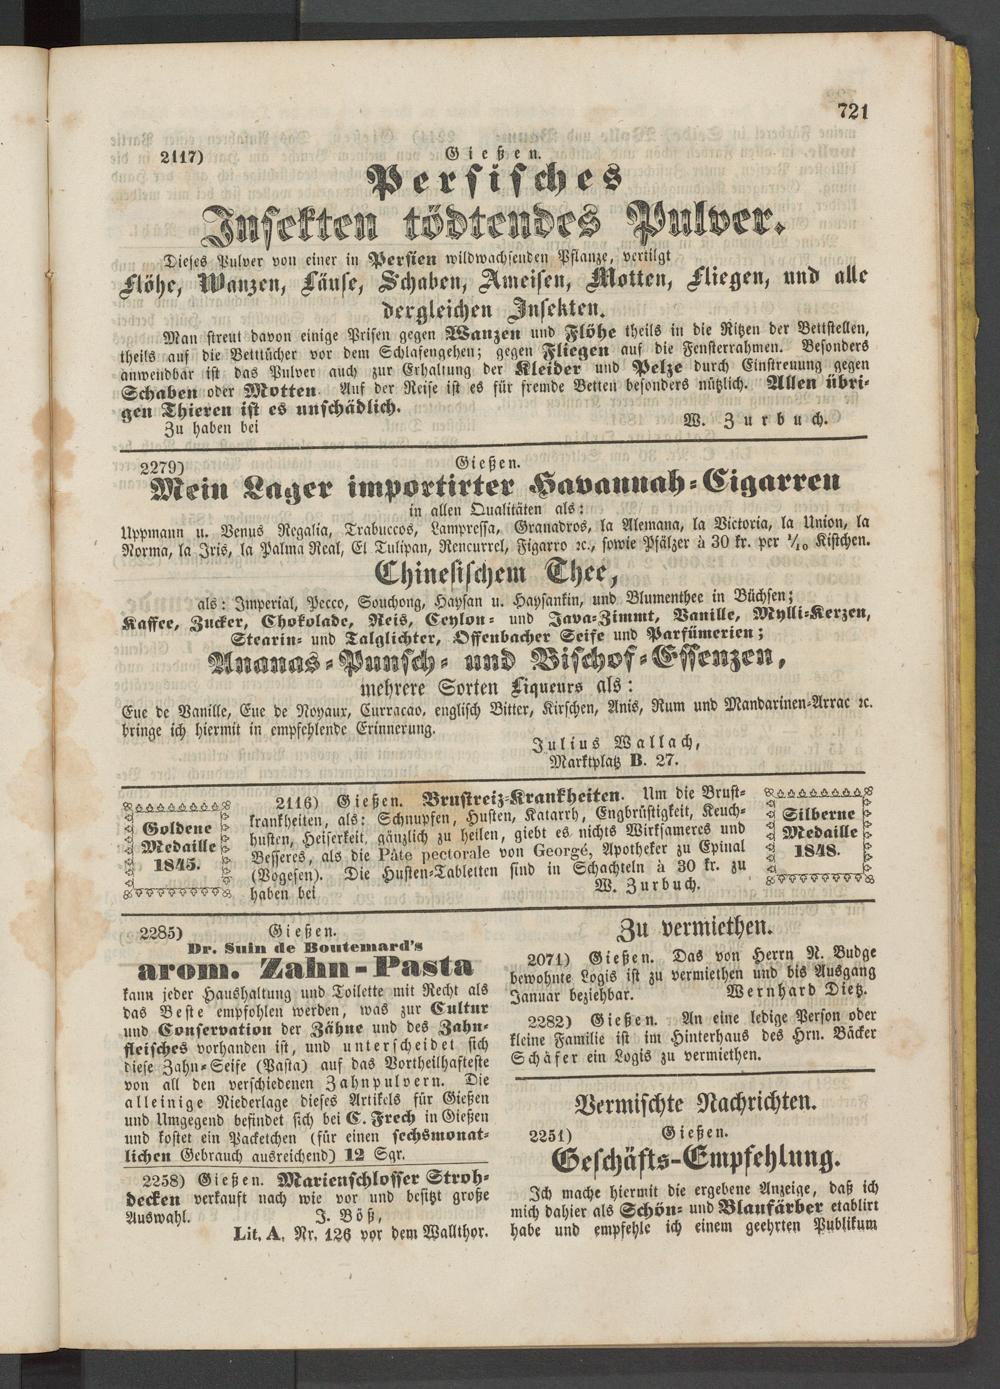 721
2117) Gießen.
Persisches
Insekten tödtendes Pulver.
Dieses Pulver von einer in Persien wildwachsenden Pflanze, vertilgt
Flöhe, Wanzen, Läuse, Schaben, Ameisen, Motten, Fliegen, und alle
dergleichen Insekten.
Man streut davon einige Prisen gegen Wanzen und Flöhe theils in die Ritzen der Bettstellen,
theils auf die Betttücher vor dem Schlafengehen; gegen Fliegen auf die Fensterrahmen. Besonders
anwendbar ist das Pulver auch zur Erhaltung der Kleider und Pelze durch Einstreuung gegen
Schaben oder Motten. Auf der Reise ist es für fremde Betten besonders nützlich. Allen übri-
gen Thieren ist es unschädlich.
Zu haben bei W. Zurbuch.
2279) Gießen.
Mein Lager importirter Havannah-Cigarren
in allen Qualitäten als:
Uppmann u. Venus Regalia, Trabuccos, Lampressa, Granadros, la Alemana, la Victoria, la Union, la
Norma, la Iris, la Palma Real, El Tulipan, Rencurrel, Figarro ꝛc., sowie Pfälzer à 30 kr. per 1/10 Kistchen.
Chinesischem Thee,
als: Imperial, Pecco, Souchong, Haysan u. Haysankin, und Blumenthee in Büchsen;
Kaffee, Zucker, Chokolade, Reis, Ceylon- und Java-Zimmt, Vanille, Mylli-Kerzen,
Stearin- und Talglichter, Offenbacher Seife und Parfümerien;
Ananas-Punsch- und Bischof-Essenzen,
mehrere Sorten Liqueurs als:
Eue de Vanille, Eue de Noyaux, Curracao, englisch Bitter, Kirschen, Anis, Rum und Mandarinen-Arrac ꝛc.
bringe ich hiermit in empfehlende Erinnerung.
Julius Wallach,
Marktplatz B. 27.
Goldene
Medaille
1845.
2116) Gießen. Brustreiz-Krankheiten. Um die Brust-
krankheiten, als: Schnupfen, Husten, Katarrh, Engbrüstigkeit, Keuch-
husten, Heiserkeit gänzlich zu heilen, giebt es nichts Wirksameres und
Besseres, als die Pâte pectorale von Georgé, Apotheker zu Epinal
(Vogesen). Die Husten-Tabletten sind in Schachteln à 30 kr. zu
haben bei W. Zurbuch.
Silberne
Medaille
1848.
2285) Gießen.
Dr. Suin de Boutemard's
arom. Zahn-Pasta
kann jeder Haushaltung und Toilette mit Recht als
das Beste empfohlen werden, was zur Cultur
und Conservation der Zähne und des Zahn-
fleisches vorhanden ist, und unterscheidet sich
diese Zahn-Seife (Pasta) auf das Vortheilhafteste
von all den verschiedenen Zahnpulvern. Die
alleinige Niederlage dieses Artikels für Gießen
und Umgegend befindet sich bei C. Frech in Gießen
und kostet ein Packetchen (für einen sechsmonat-
lichen Gebrauch ausreichend) 12 Sgr.
2258) Gießen. Marienschlosser Stroh-
decken verkauft nach wie vor und besitzt große
Auswahl. J. Böß,
Lit. A. Nr. 126 vor dem Wallthor.
Zu vermiethen.
2071) Gießen. Das von Herrn N. Budge
bewohnte Logis ist zu vermiethen und bis Ausgang
Januar beziehbar. Wernhard Dietz.
2282) Gießen. An eine ledige Person oder
kleine Familie ist im Hinterhaus des Hrn. Bäcker
Schäfer ein Logis zu vermiethen.
Vermischte Nachrichten.
2251) Gießen.
Geschäfts-Empfehlung.
Ich mache hiermit die ergebene Anzeige, daß ich
mich dahier als Schön- und Blaufärber etablirt
habe und empfehle ich einem geehrten Publikum